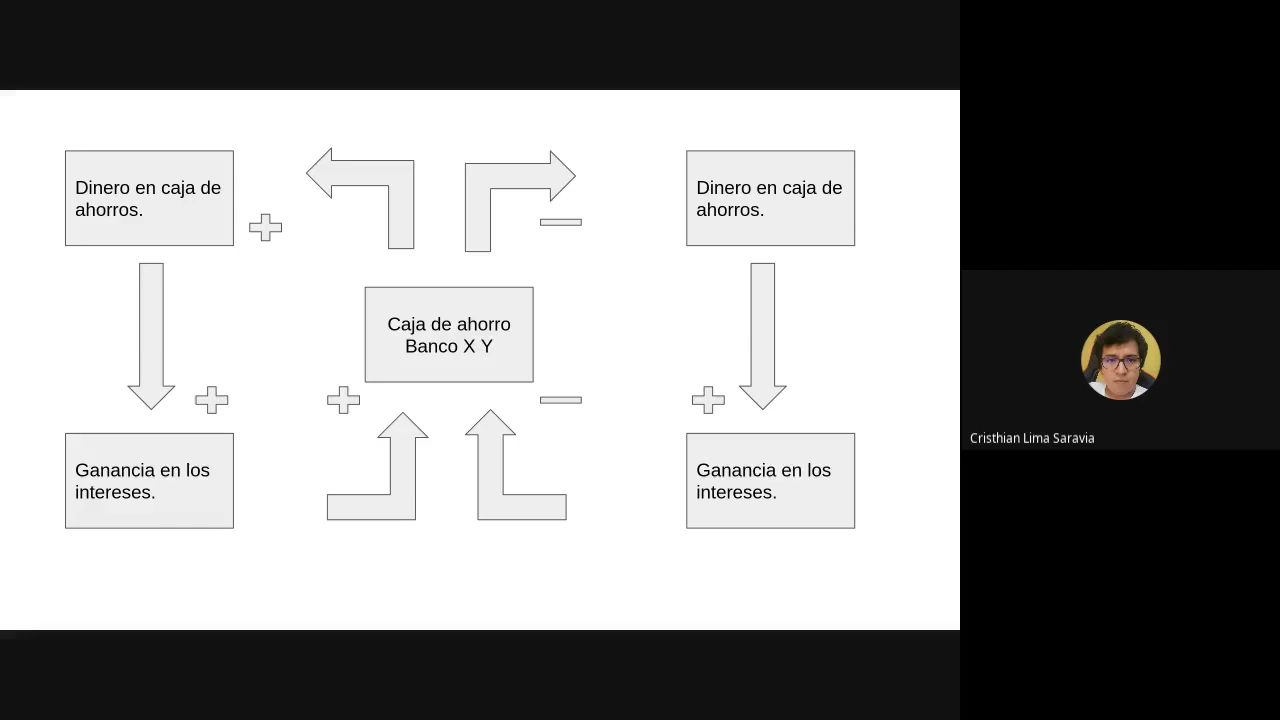 Dinero en caja de
ahorros.
Dinero en caja de
ahorros.
Caja de ahorro
Banco X Y
Ganancia en los
intereses.
Ganancia en los
intereses.
Cristhian Lima Saravia